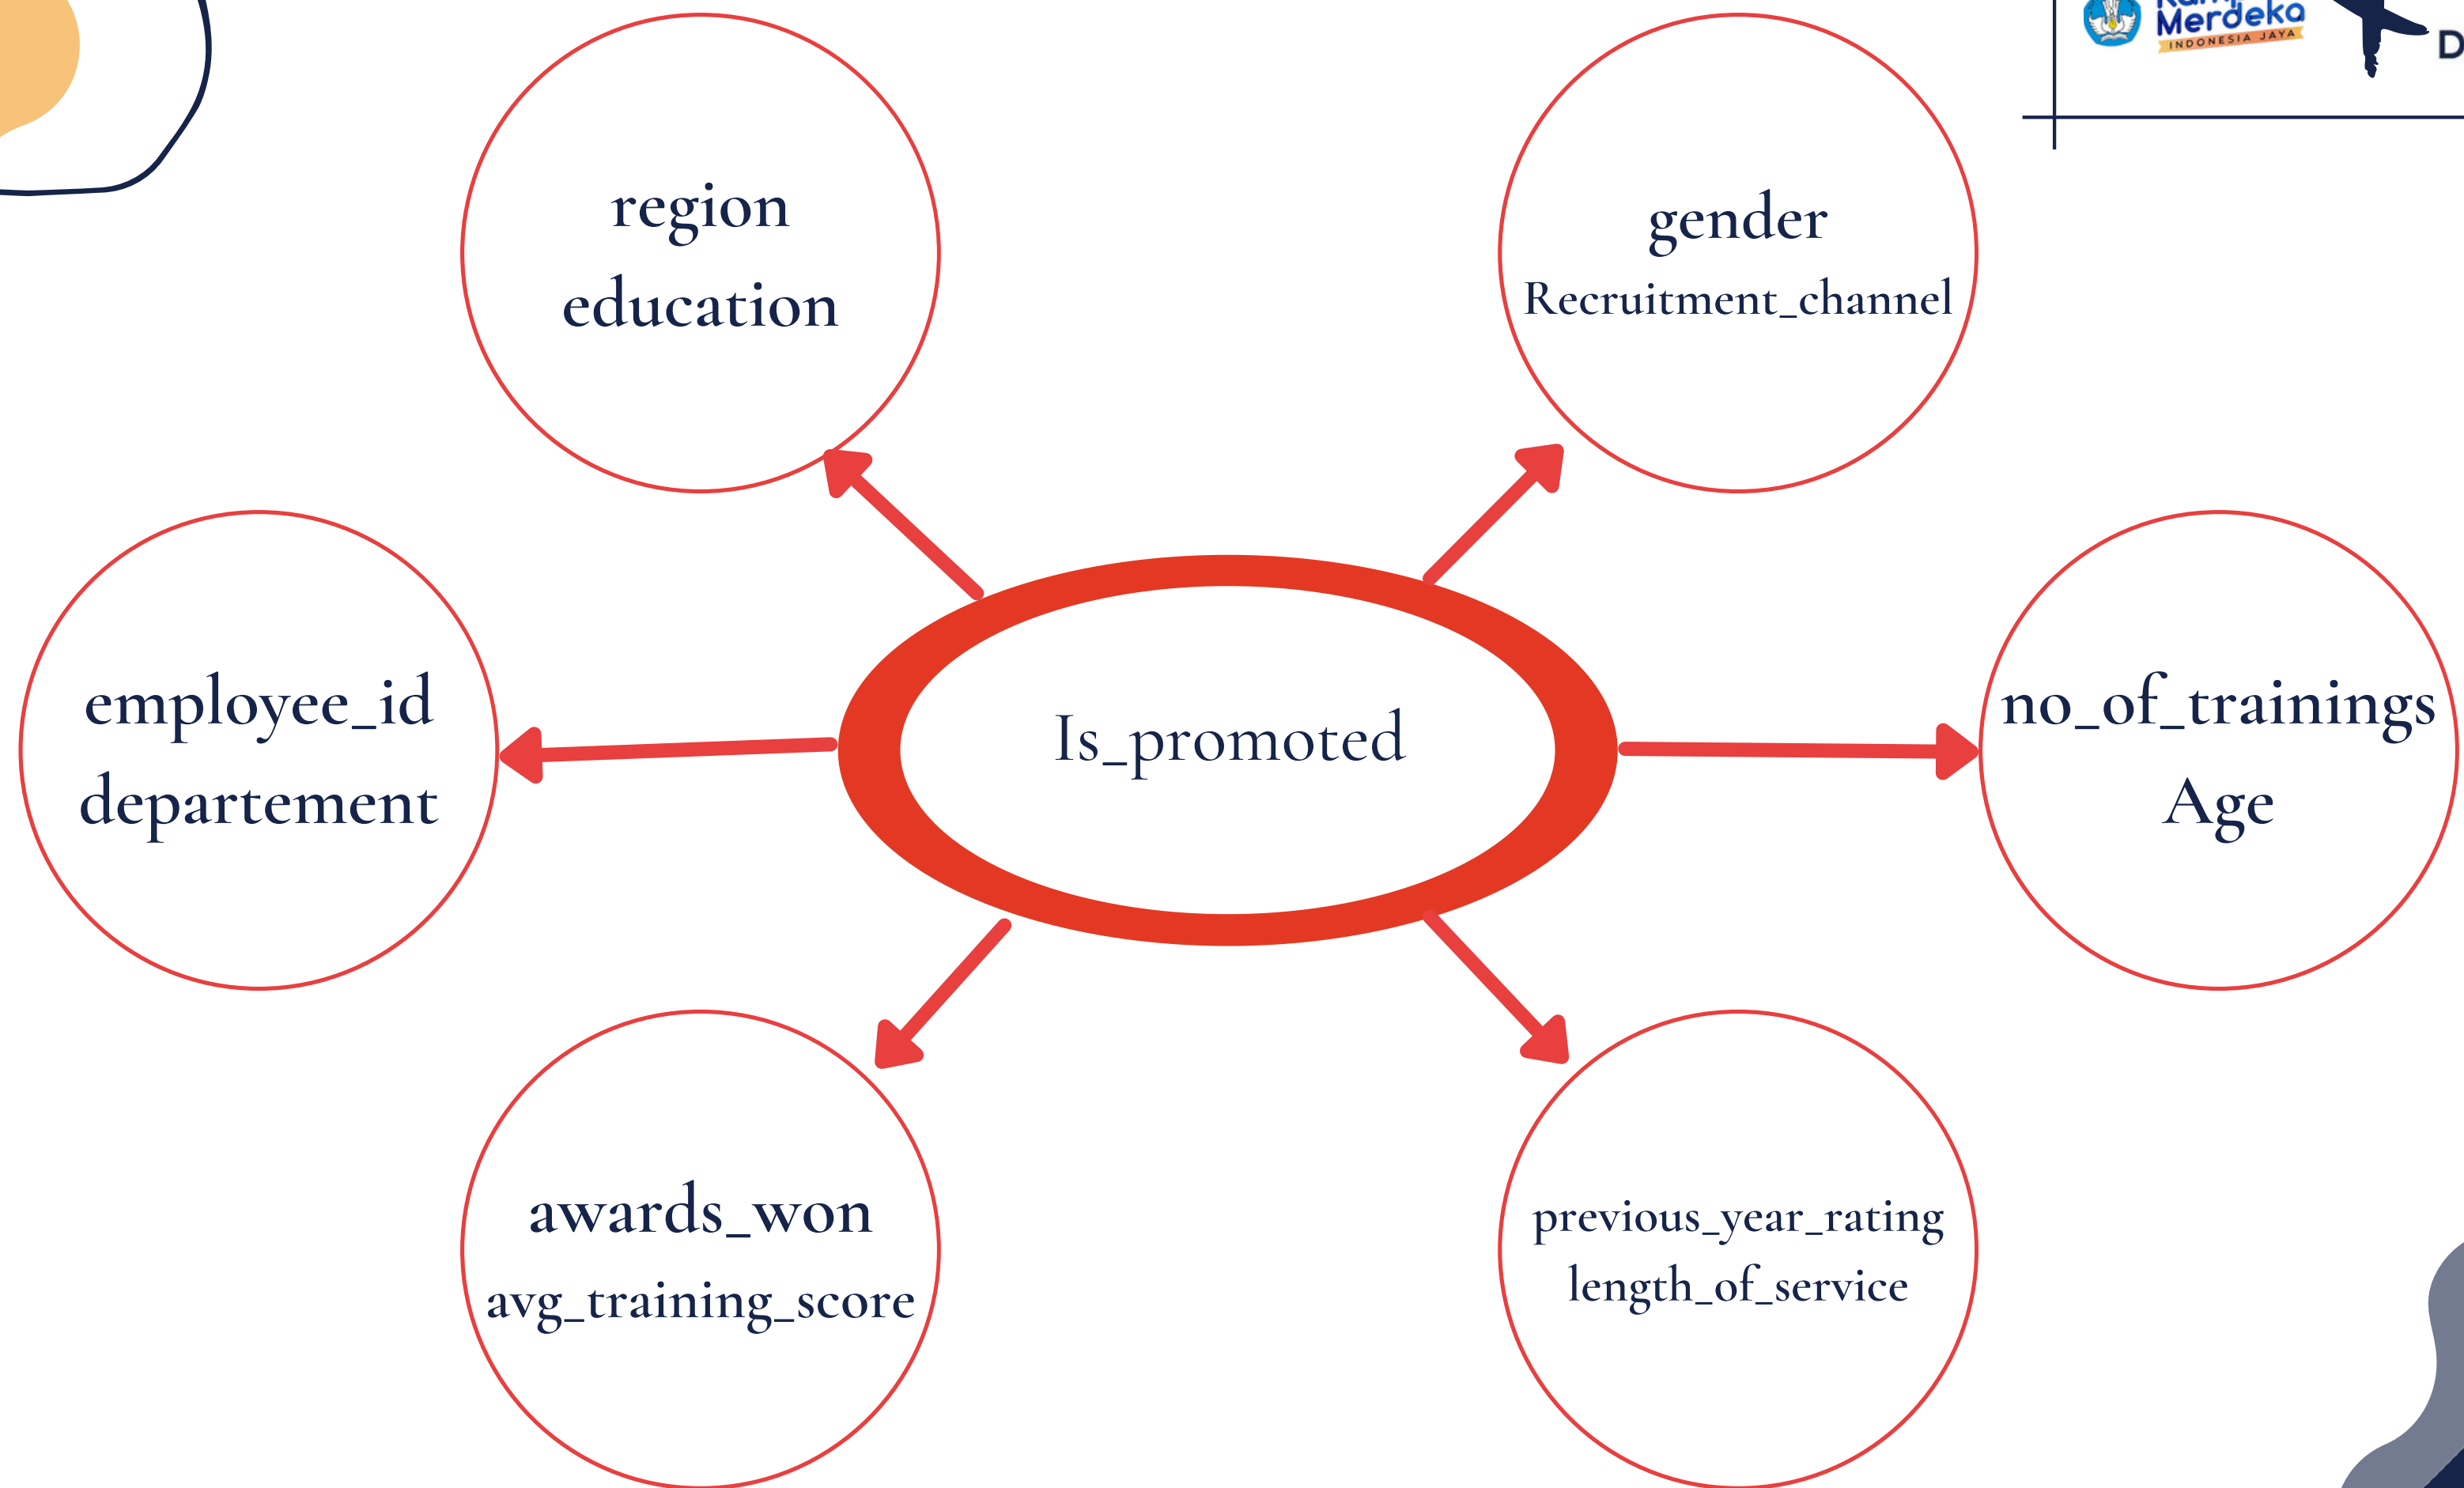 Merdeka
INDONESIA JAYA
region
education
gender
Recruitment_channel
employee_id
departement
Is_promoted
no_of_trainings
Age
awards_won
avg_training_score
previous_year_rating
length_of_service